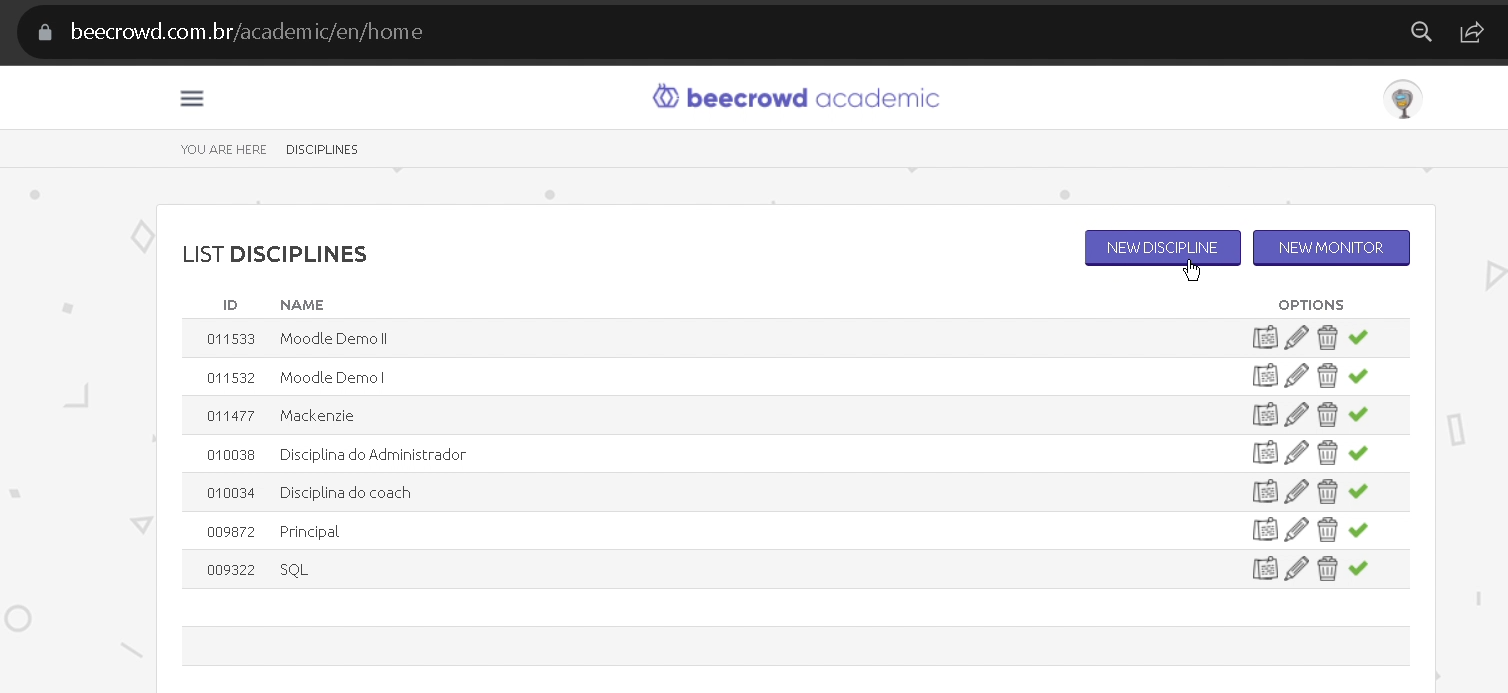 beecrowd.com.br/academic/en/home
beecrowd academic
YOU ARE HERE DISCIPLINES
LIST DISCIPLINES
NEW DISCIPLINE
NEW MONITOR
ID NAME OPTIONS
011533 Moodle Demo II
011532 Moodle Demo I
011477 Mackenzie
010038 Disciplina do Administrador
010034 Disciplina do coach
009872 Principal
009322 SQL